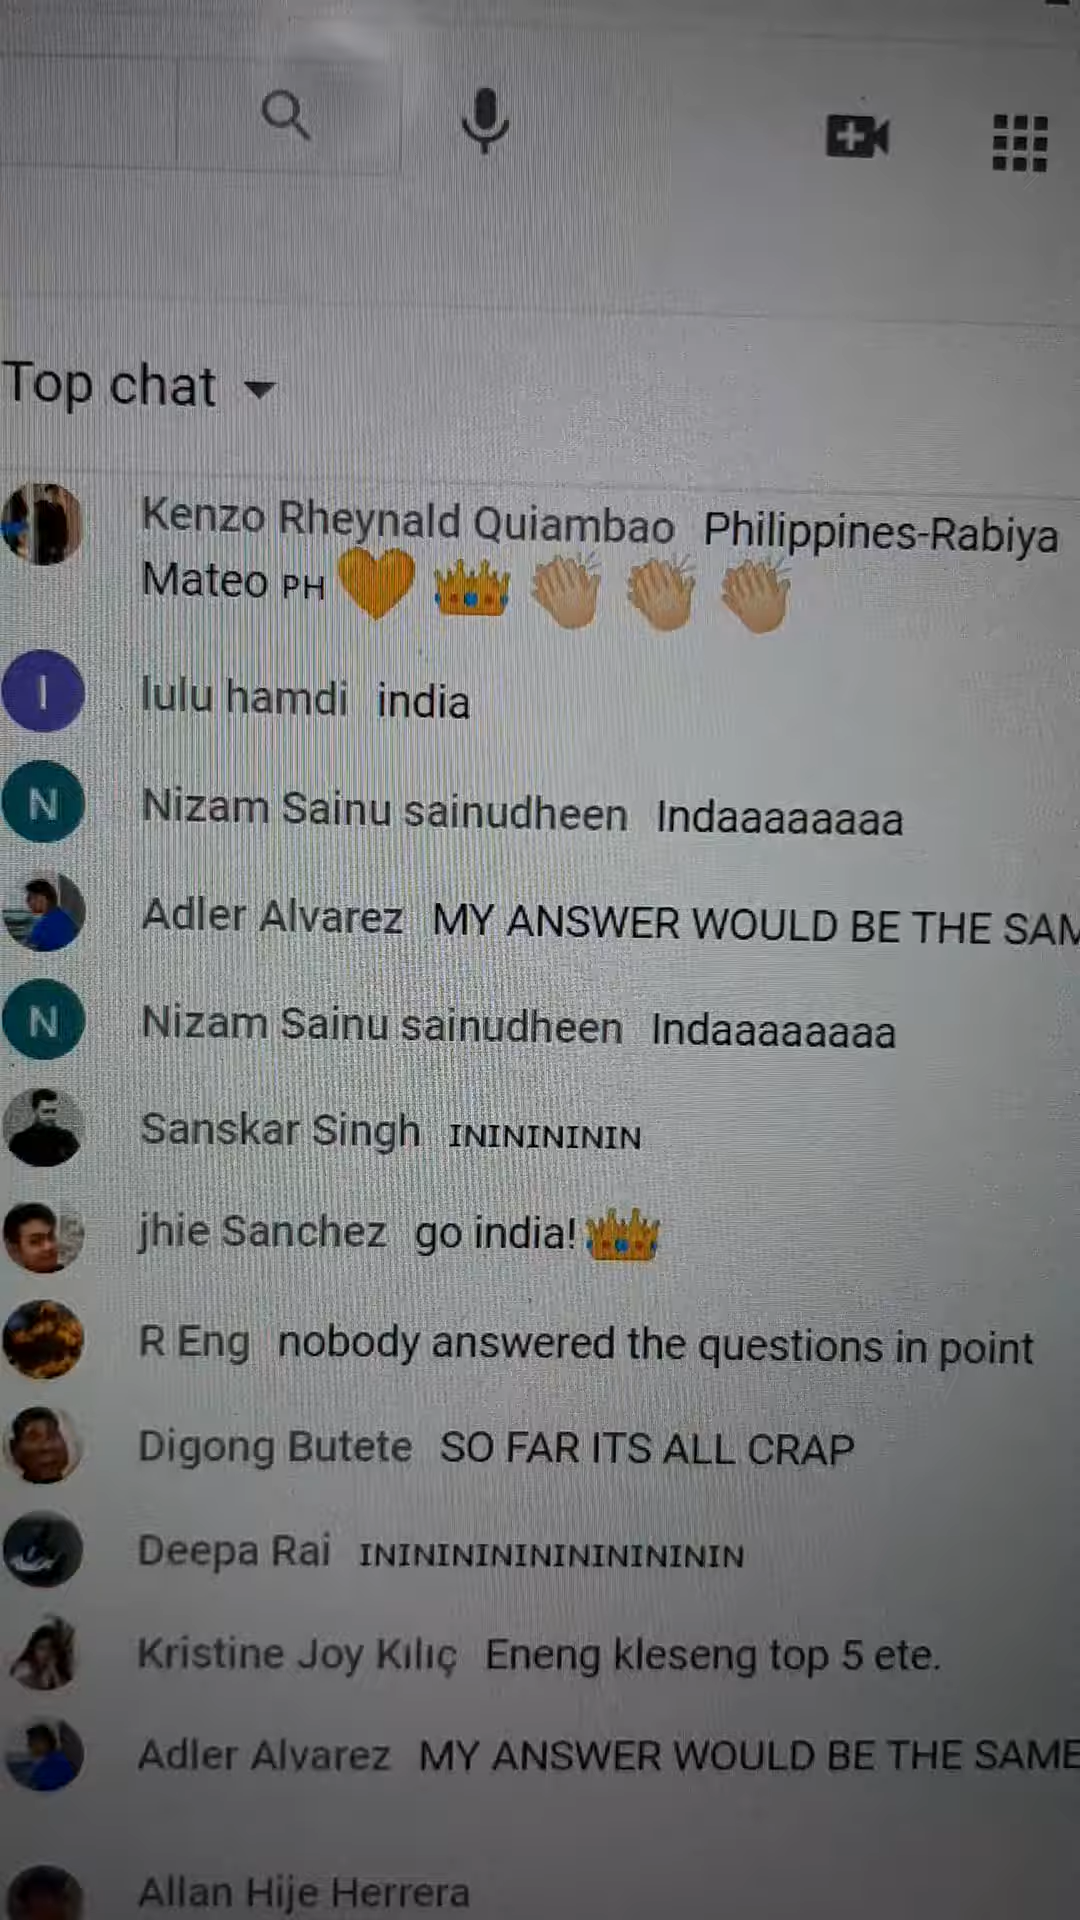 Top chat
Kenzo Rheynald Quiambao Philippines-Rabiya
Mateo PH 🧡 👑 👏🏼 👏🏼 👏🏼
I
lulu hamdi india
N
Nizam Sainu sainudheen Indaaaaaaaa
Adler Alvarez MY ANSWER WOULD BE THE SAM
N
Nizam Sainu sainudheen Indaaaaaaaa
Sanskar Singh ININININ​IN
jhie Sanchez go india! 👑
R Eng nobody answered the questions in point
Digong Butete SO FAR ITS ALL CRAP
Deepa Rai ININININININININININ
Kristine Joy Kılıç Eneng kleseng top 5 ete.
Adler Alvarez MY ANSWER WOULD BE THE SAME
Allan Hije Herrera